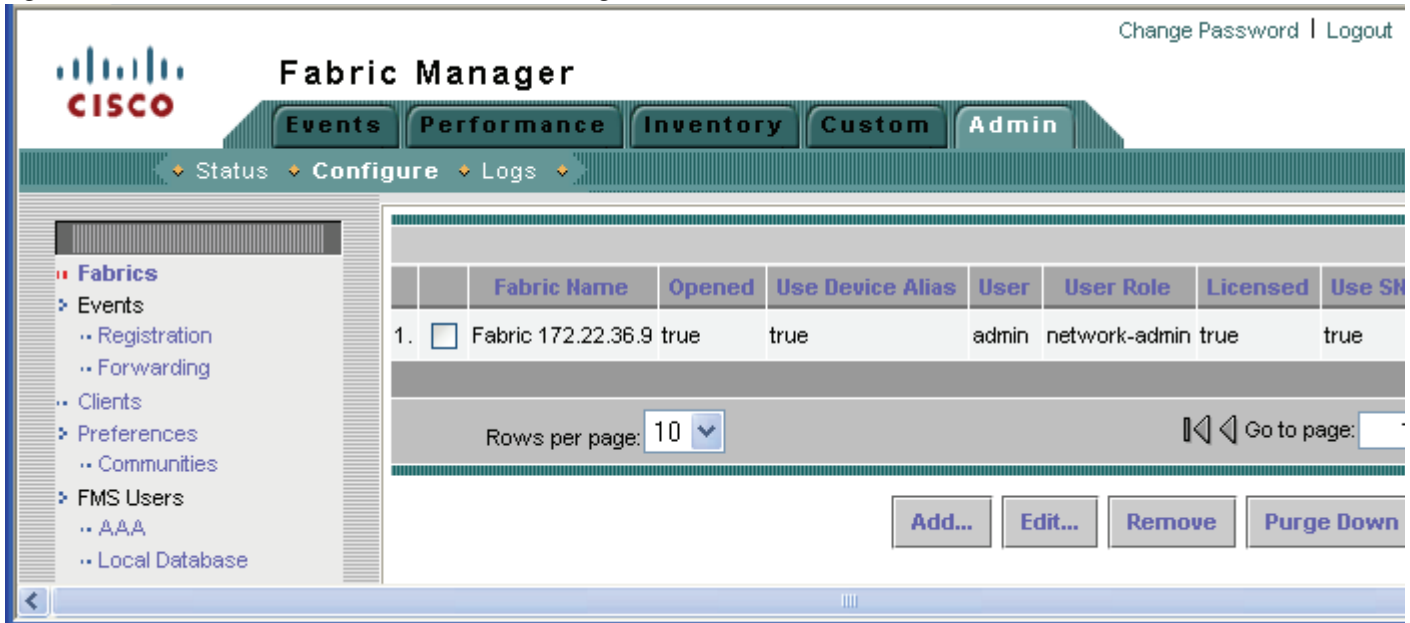 Change Password | Logout
CISCO
Fabric Manager
Events Performance Inventory Custom Admin
Status Configure Logs
Fabrics
Events
Registration
Forwarding
Clients
Preferences
Communities
FMS Users
AAA
Local Database
Fabric Name Opened Use Device Alias User User Role Licensed Use SN
1. Fabric 172.22.36.9 true true admin network-admin true true
Rows per page: 10 Go to page:
Add... Edit... Remove Purge Down